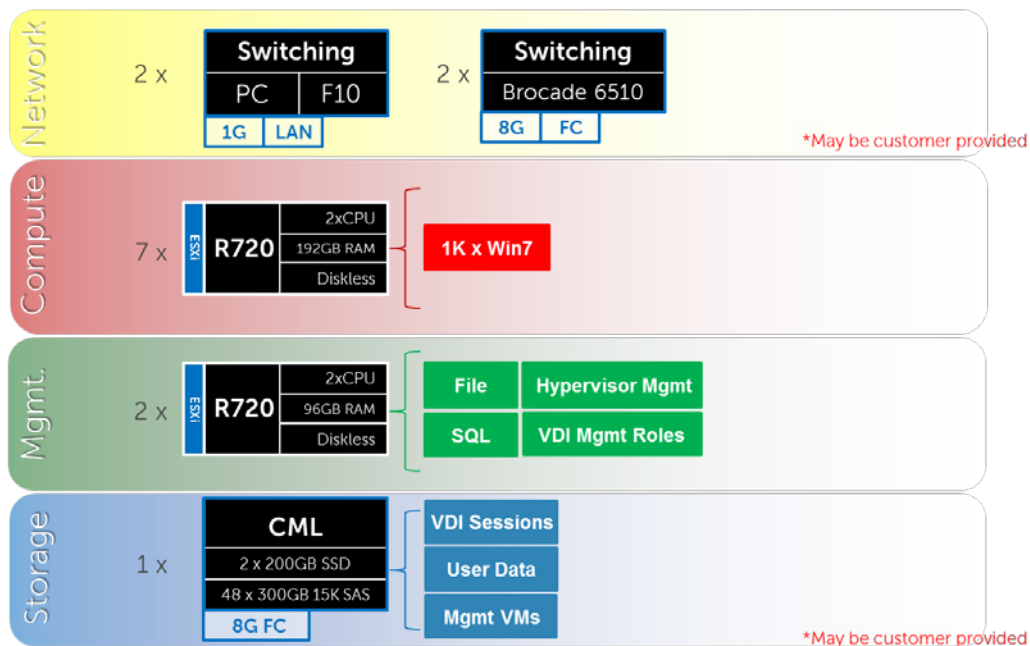 Network
2 x
Switching
PC F10
1G LAN
2 x
Switching
Brocade 6510
8G FC
*May be customer provided
Compute
7 x
ESXi
R720
2xCPU
192GB RAM
Diskless
1K x Win7
Mgmt.
2 x
ESXi
R720
2xCPU
96GB RAM
Diskless
File
Hypervisor Mgmt
SQL
VDI Mgmt Roles
Storage
1 x
CML
2 x 200GB SSD
48 x 300GB 15K SAS
8G FC
VDI Sessions
User Data
Mgmt VMs
*May be customer provided